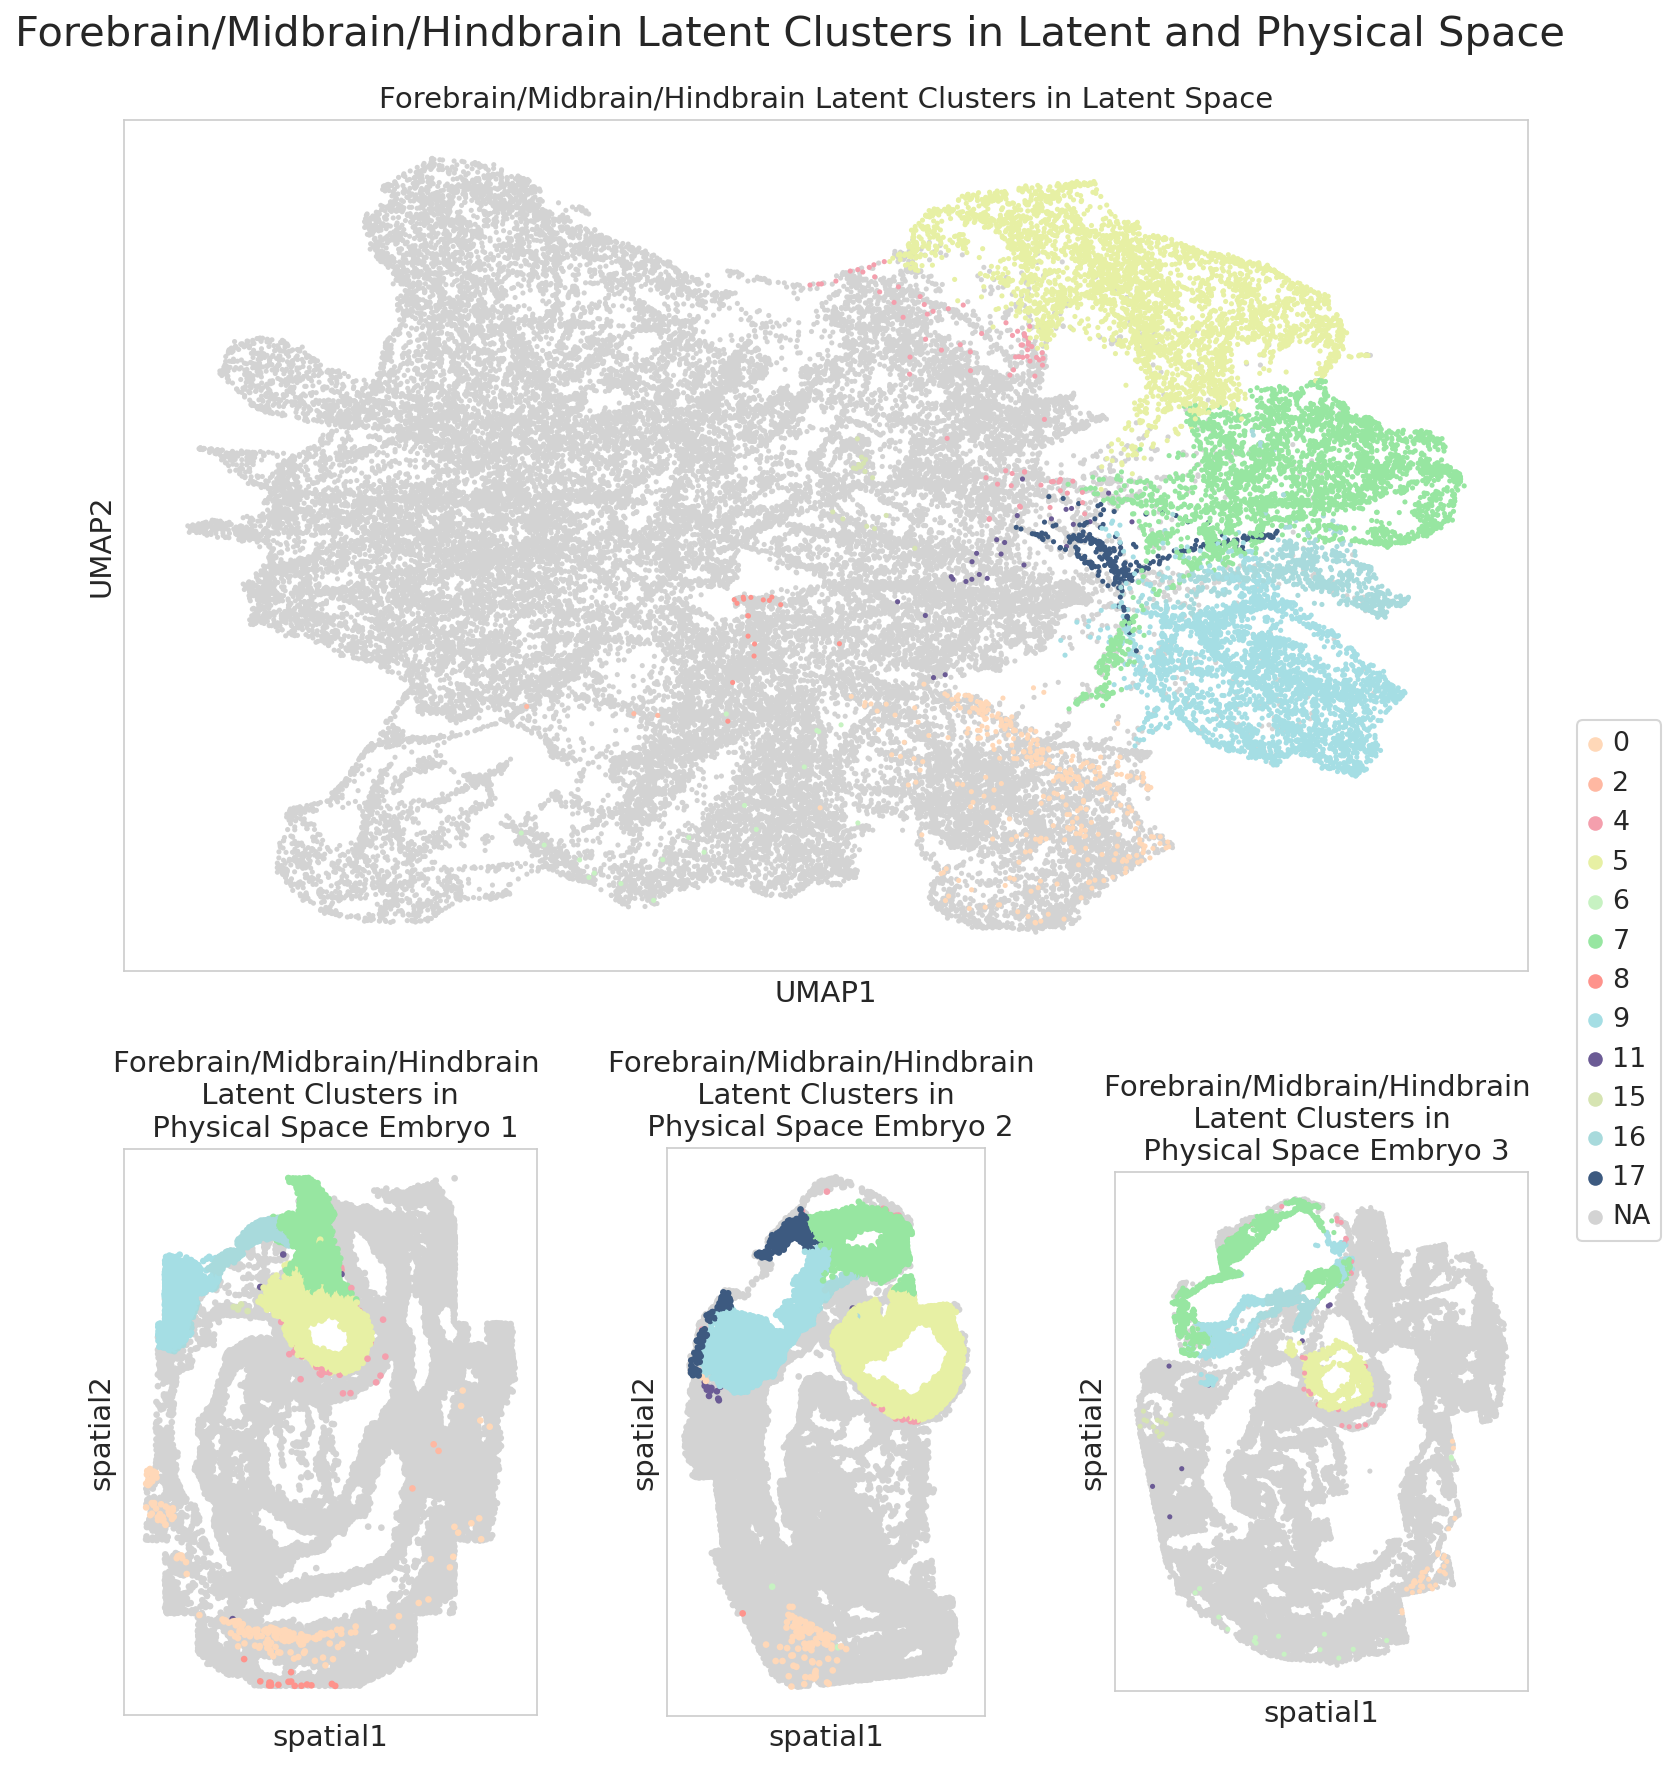 Forebrain/Midbrain/Hindbrain Latent Clusters in Latent and Physical Space
Forebrain/Midbrain/Hindbrain Latent Clusters in Latent Space
UMAP2
UMAP1
0
2
4
5
6
7
8
9
11
15
16
17
NA
Forebrain/Midbrain/Hindbrain
Latent Clusters in
Physical Space Embryo 1
spatial2
spatial1
Forebrain/Midbrain/Hindbrain
Latent Clusters in
Physical Space Embryo 2
spatial2
spatial1
Forebrain/Midbrain/Hindbrain
Latent Clusters in
Physical Space Embryo 3
spatial2
spatial1